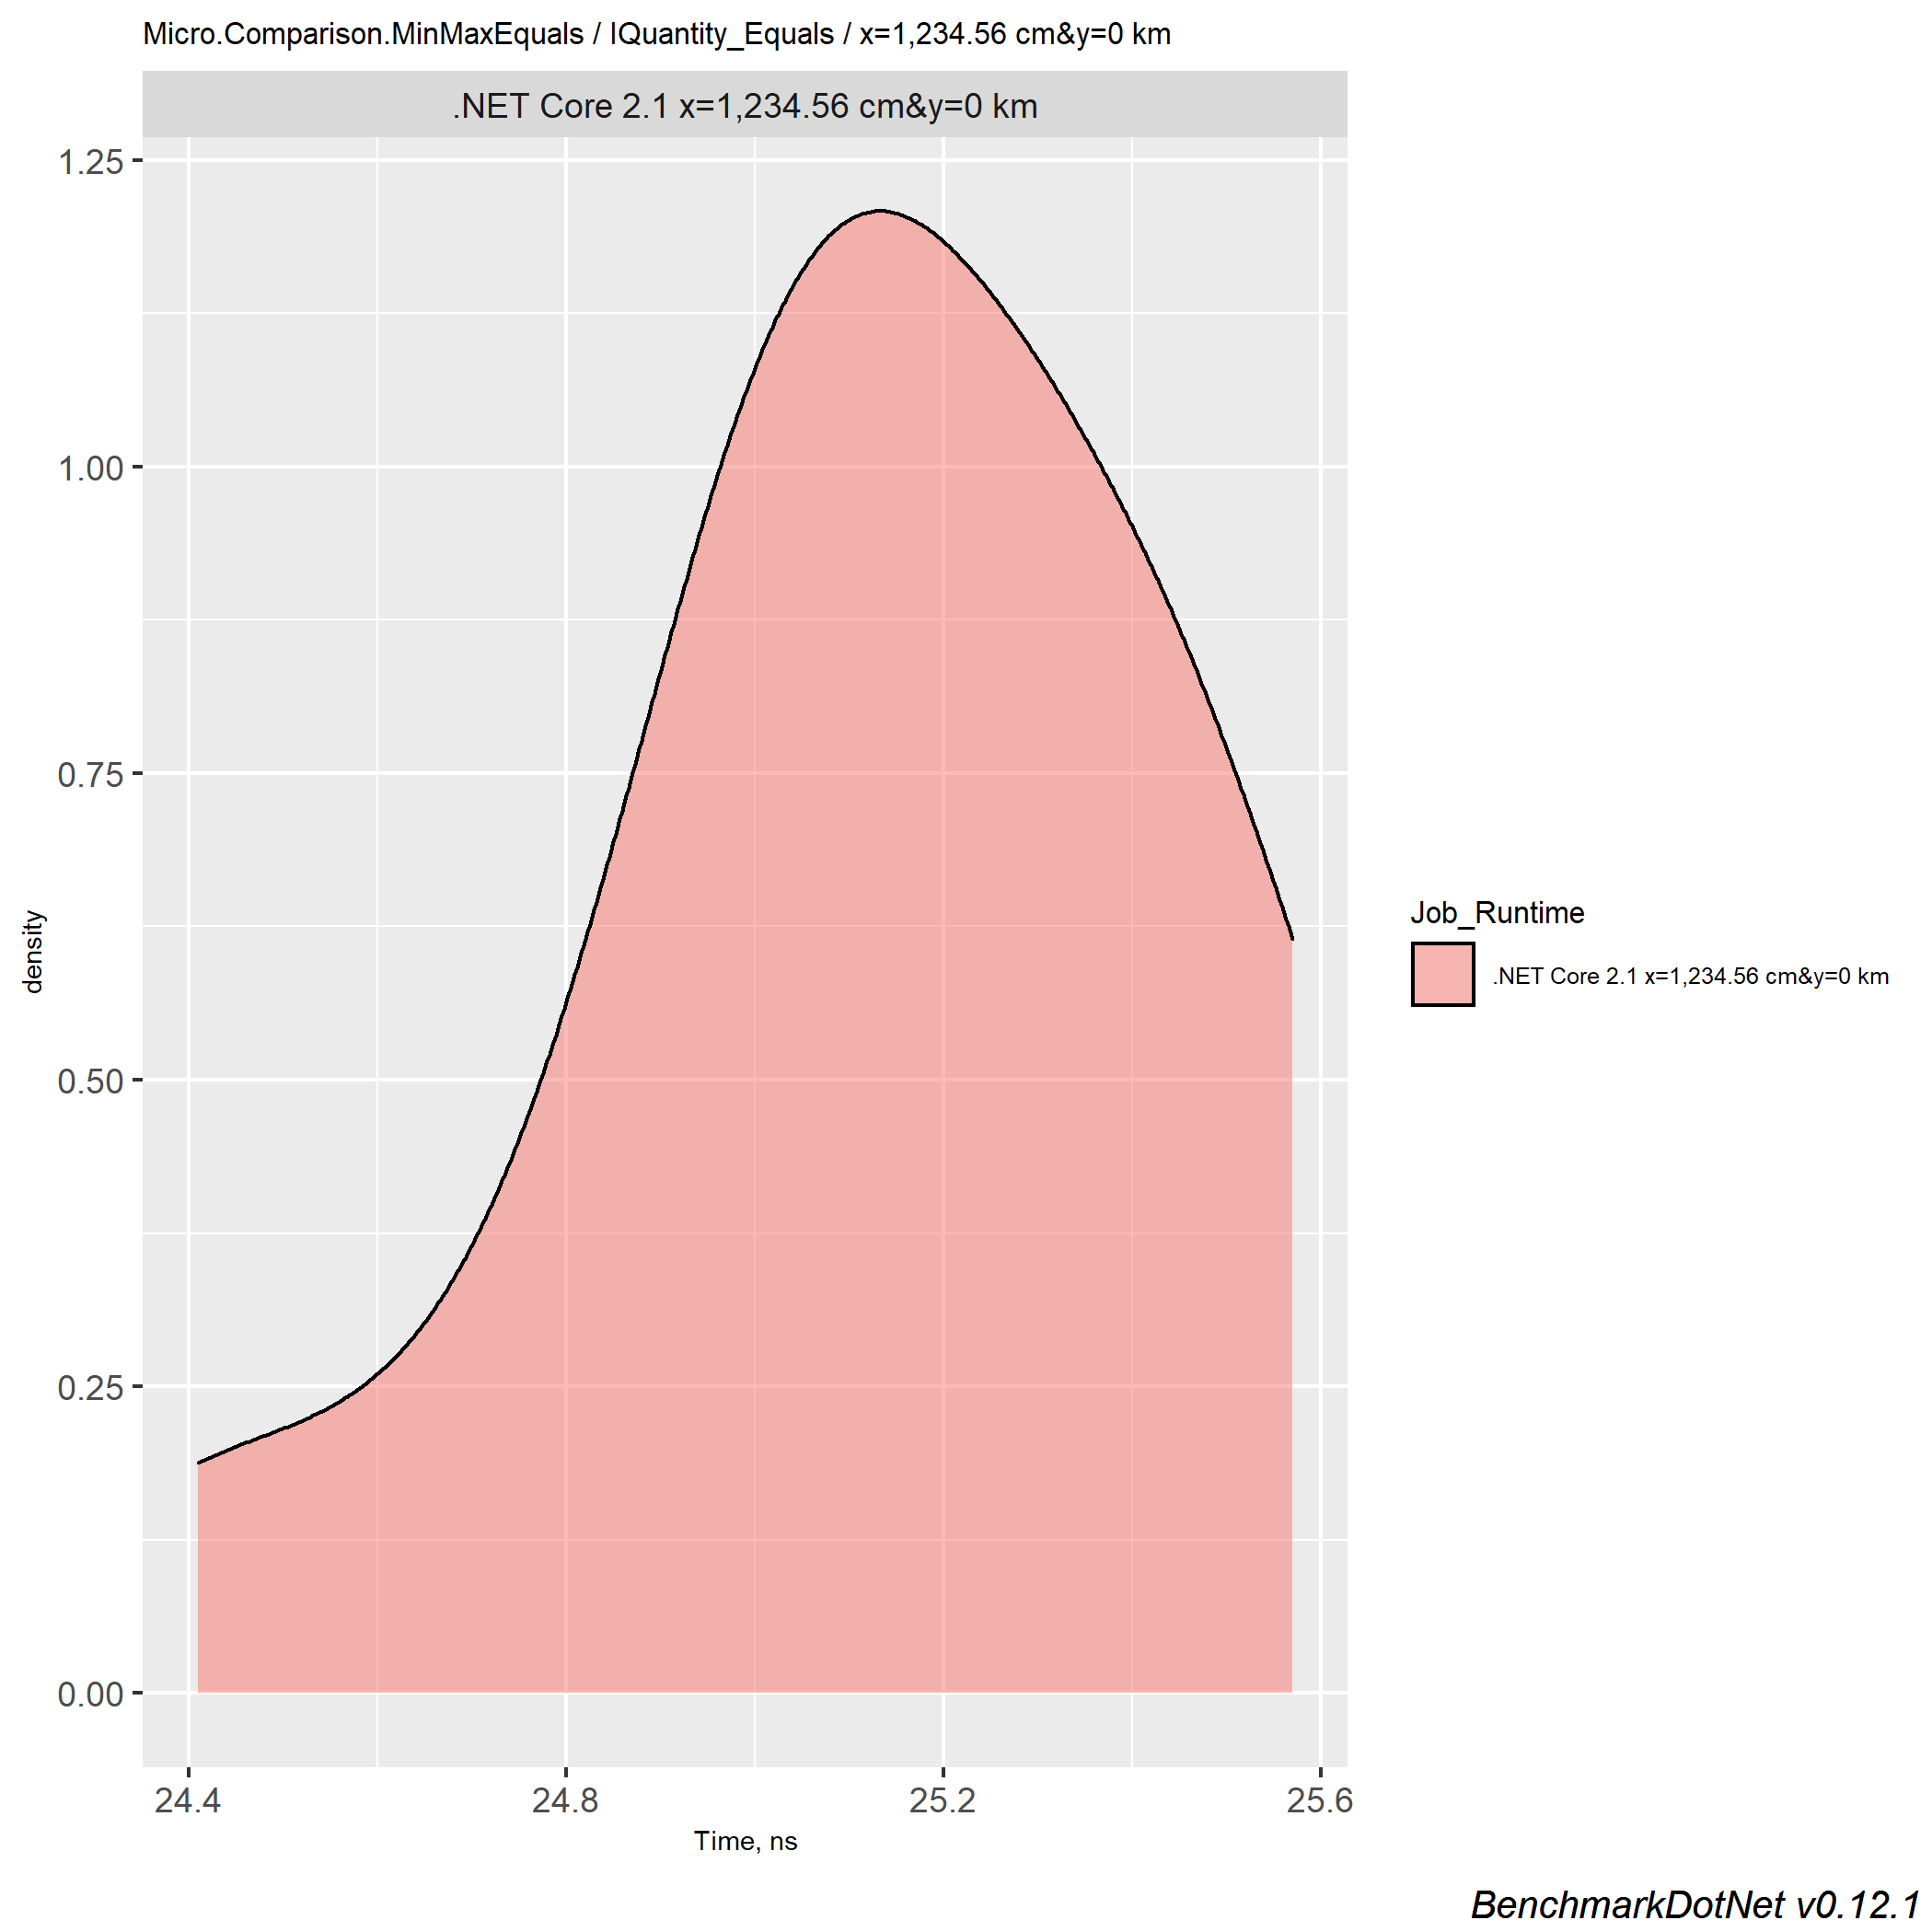 Micro.Comparison.MinMaxEquals / IQuantity_Equals / x=1,234.56 cm&y=0 km
.NET Core 2.1 x=1,234.56 cm&y=0 km
1.25
1.00
0.75
0.50
0.25
0.00
density
24.4 24.8 25.2 25.6
Time, ns
Job_Runtime
.NET Core 2.1 x=1,234.56 cm&y=0 km
BenchmarkDotNet v0.12.1